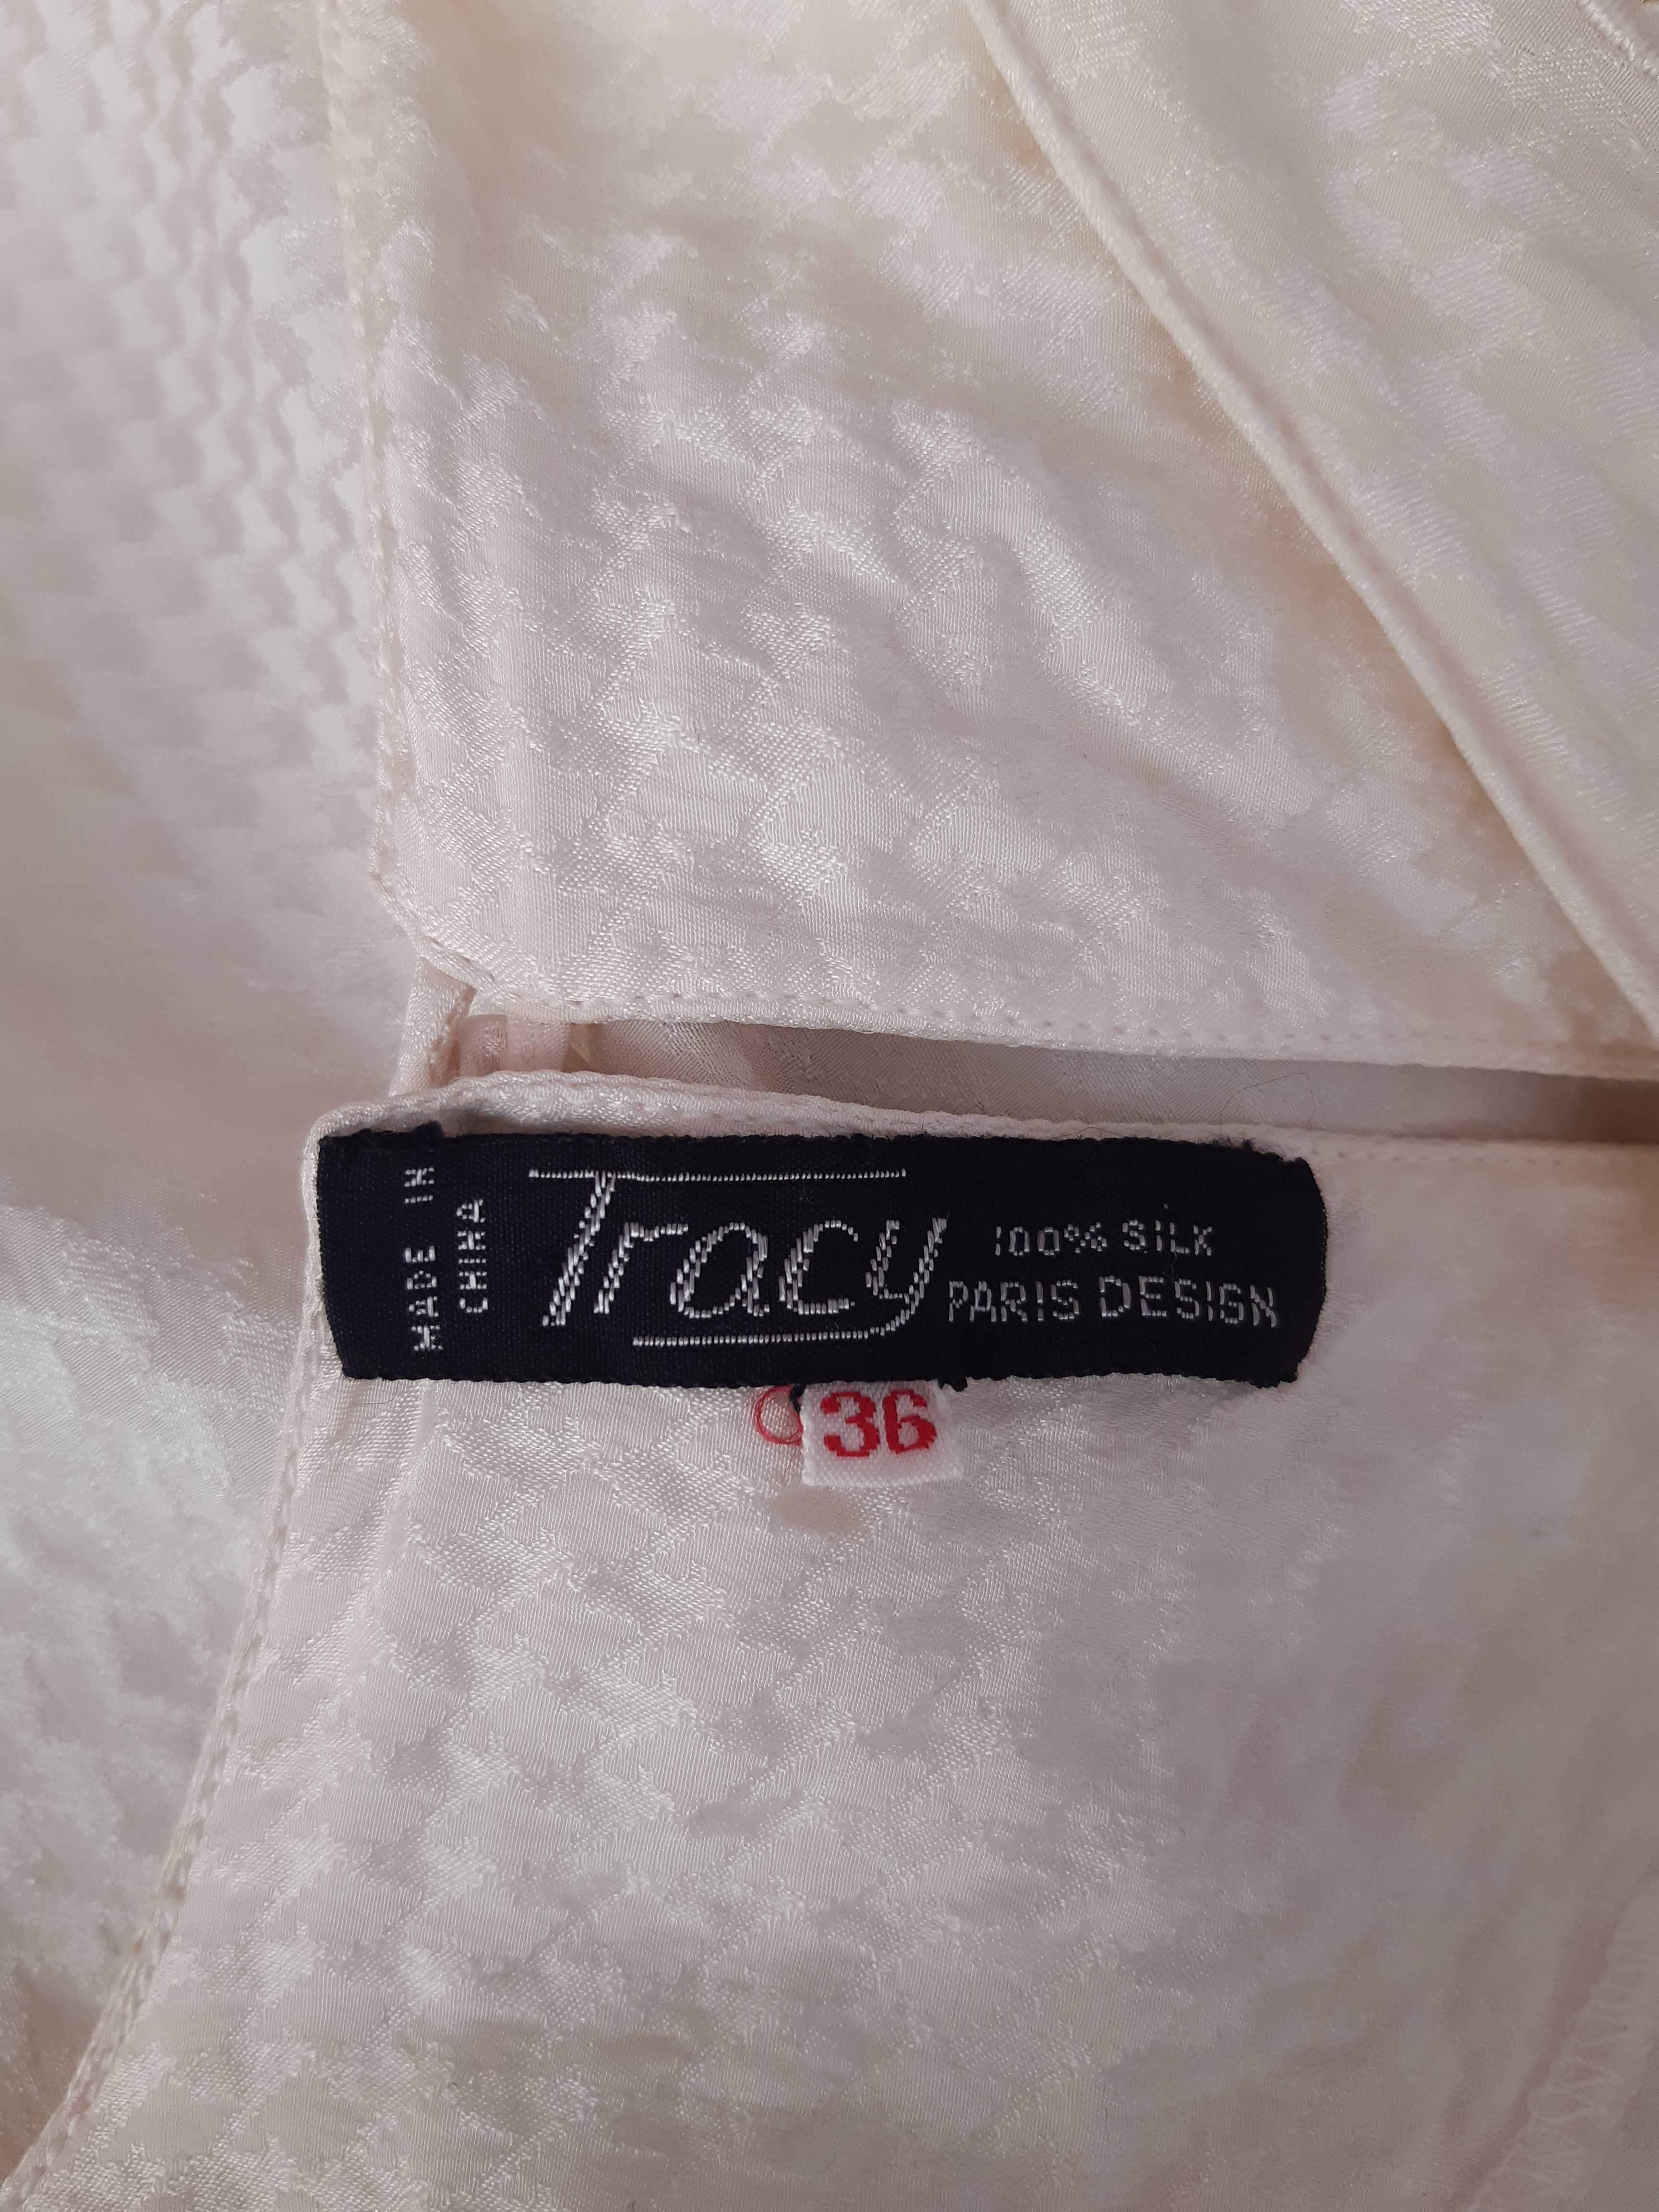 MADE IN
CHINA
Tracy
100% SILK
PARIS DESIGN
36